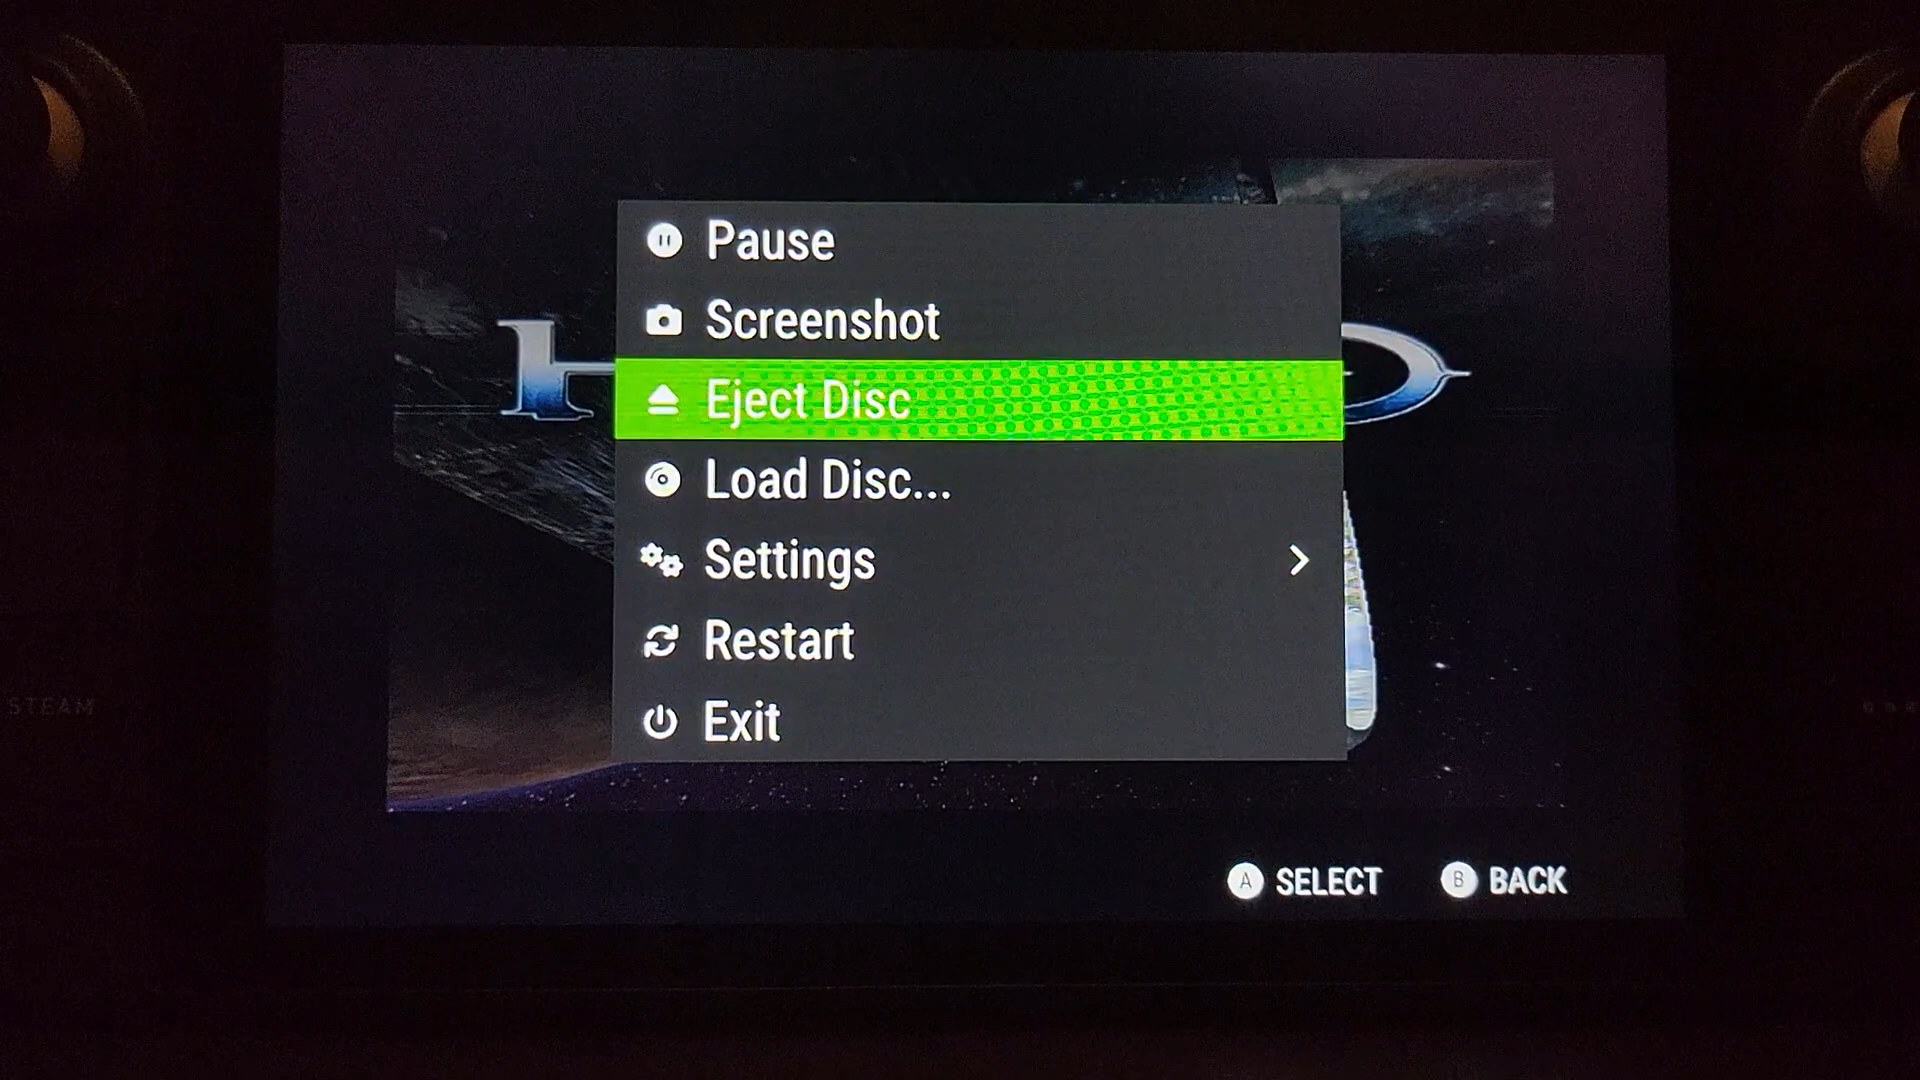 Pause
Screenshot
Eject Disc
Load Disc...
Settings
Restart
Exit
A SELECT B BACK
STEAM